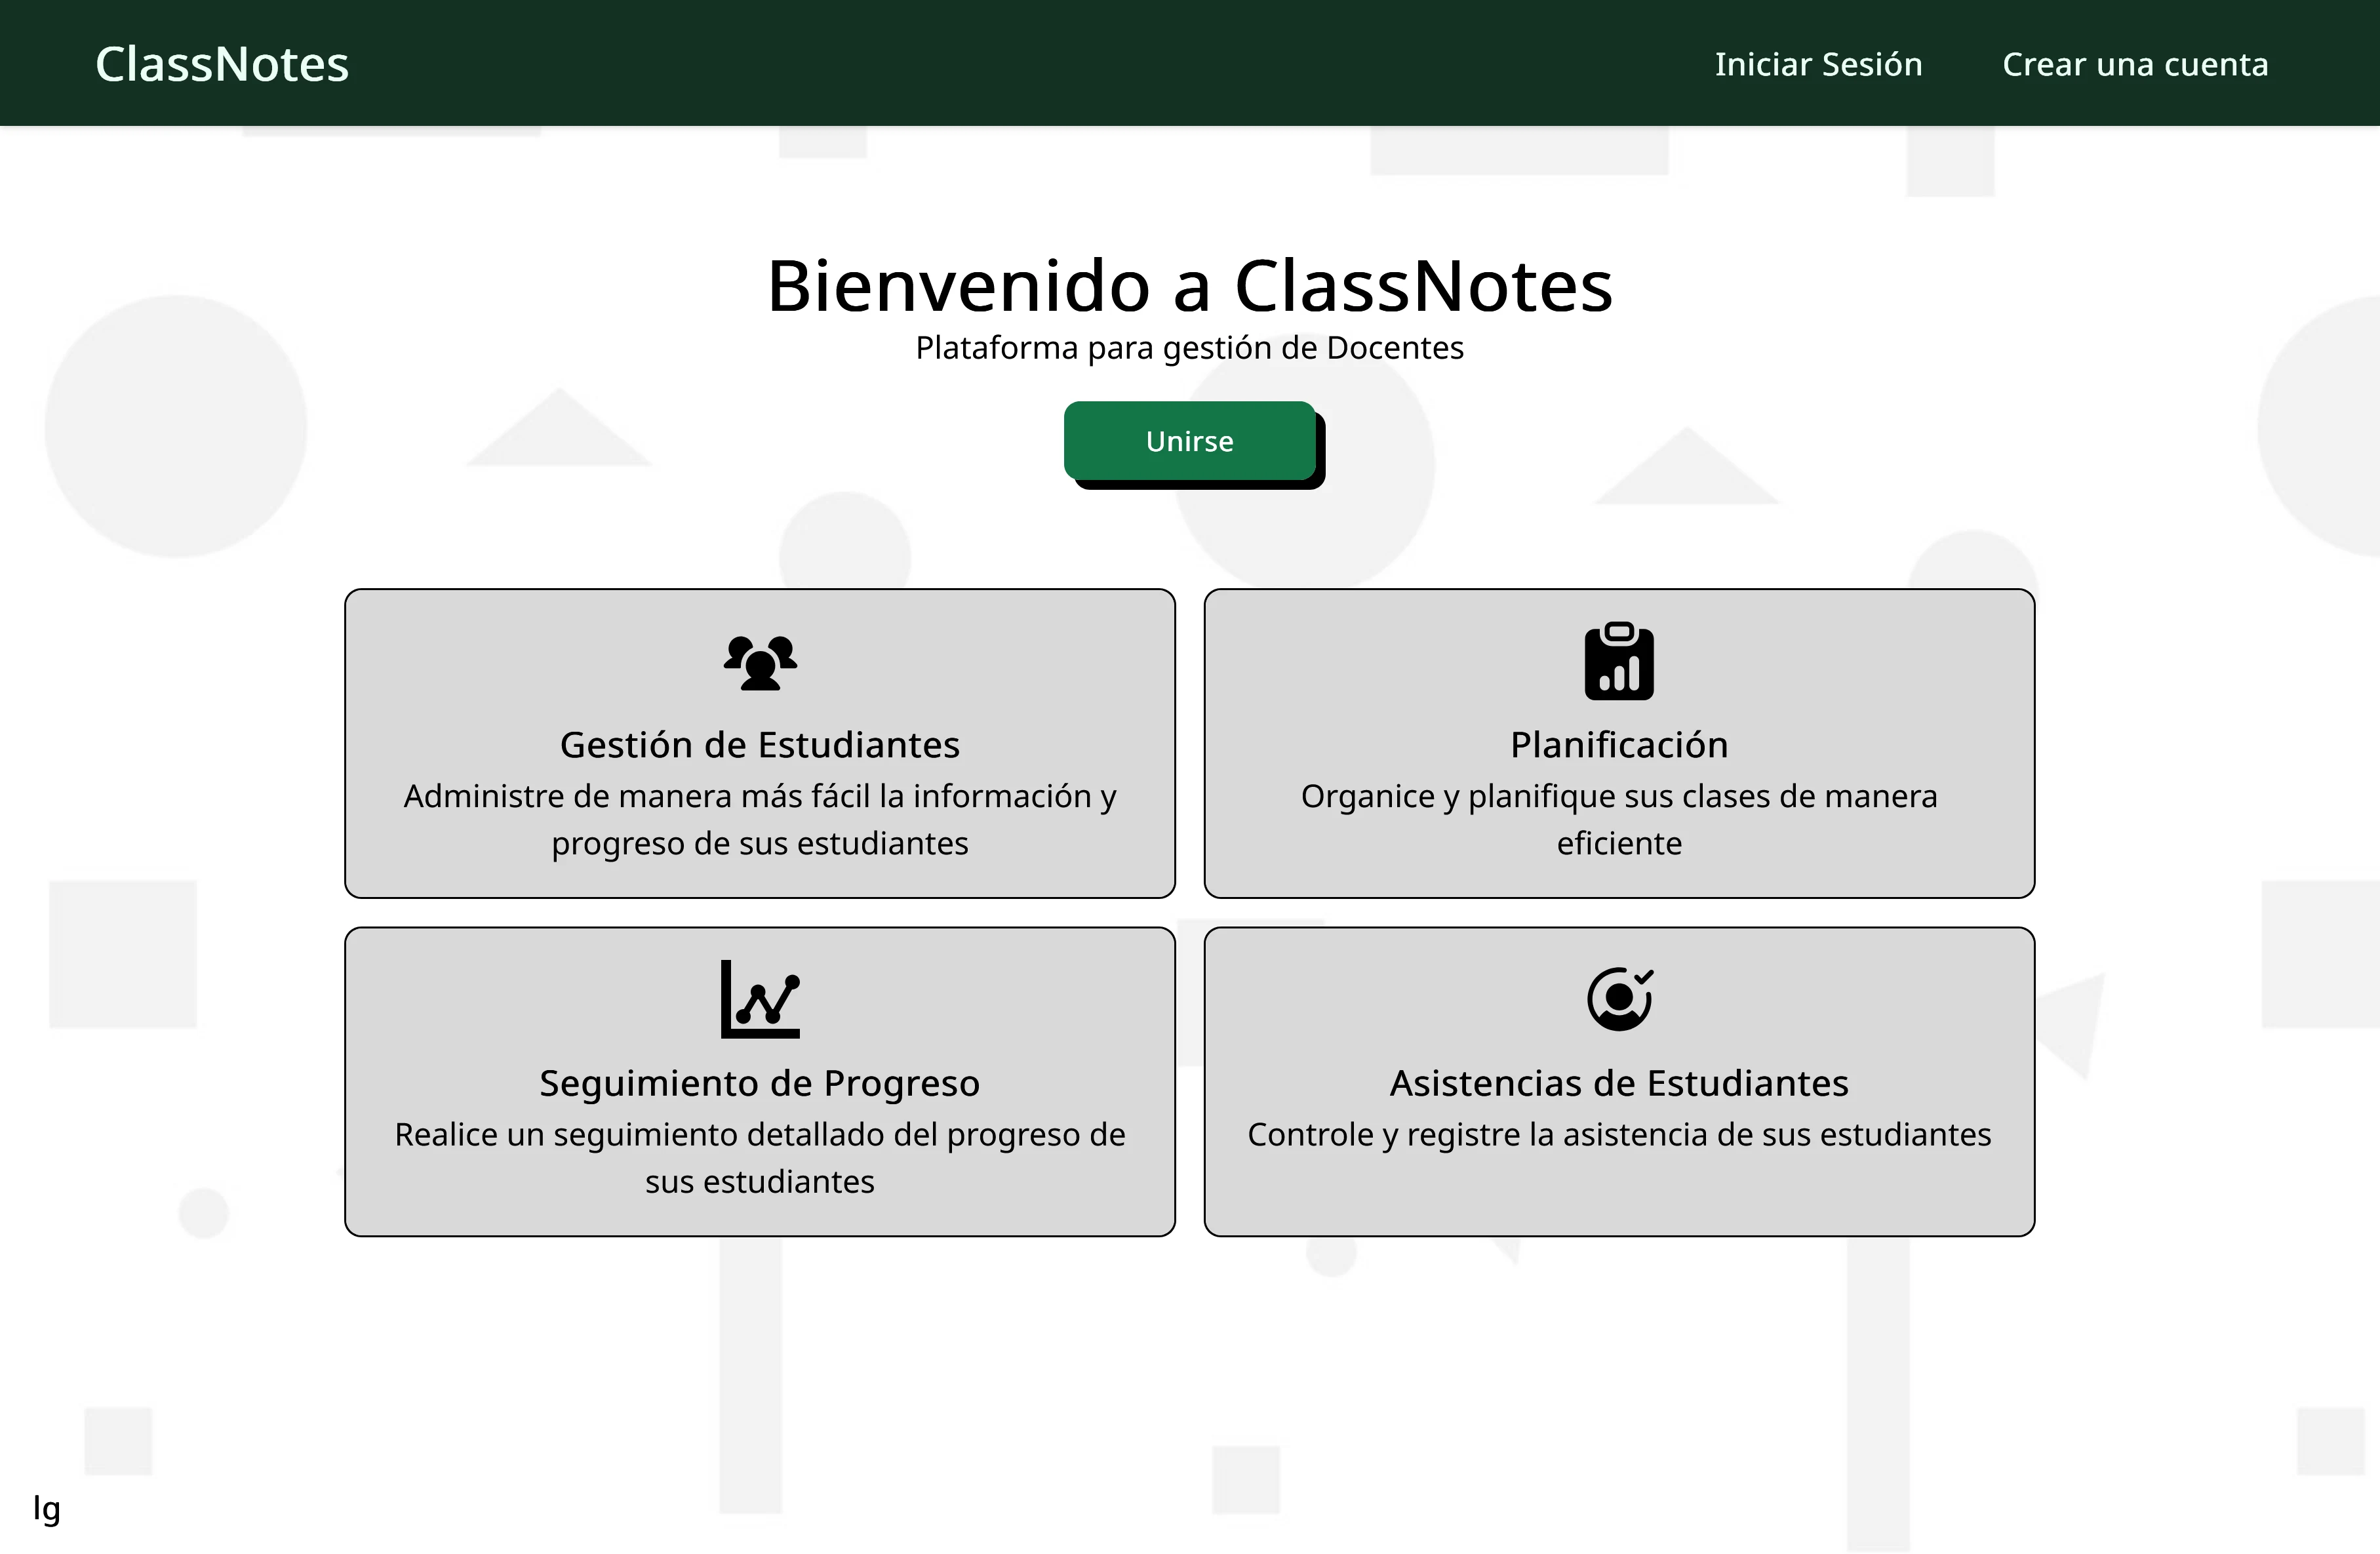 ClassNotes
Iniciar Sesión
Crear una cuenta
Bienvenido a ClassNotes
Plataforma para gestión de Docentes
Unirse
Gestión de Estudiantes
Administre de manera más fácil la información y
progreso de sus estudiantes
Planificación
Organice y planifique sus clases de manera
eficiente
Seguimiento de Progreso
Realice un seguimiento detallado del progreso de
sus estudiantes
Asistencias de Estudiantes
Controle y registre la asistencia de sus estudiantes
lg